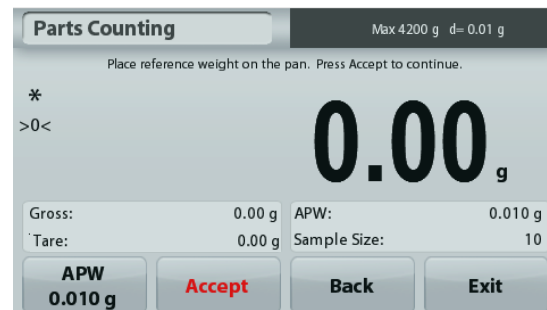 Parts Counting
Max 4200 g d= 0.01 g
Place reference weight on the pan. Press Accept to continue.
*
>0<
0.00 g
Gross: 0.00 g APW: 0.010 g
Tare: 0.00 g Sample Size: 10
APW
0.010 g
Accept
Back
Exit